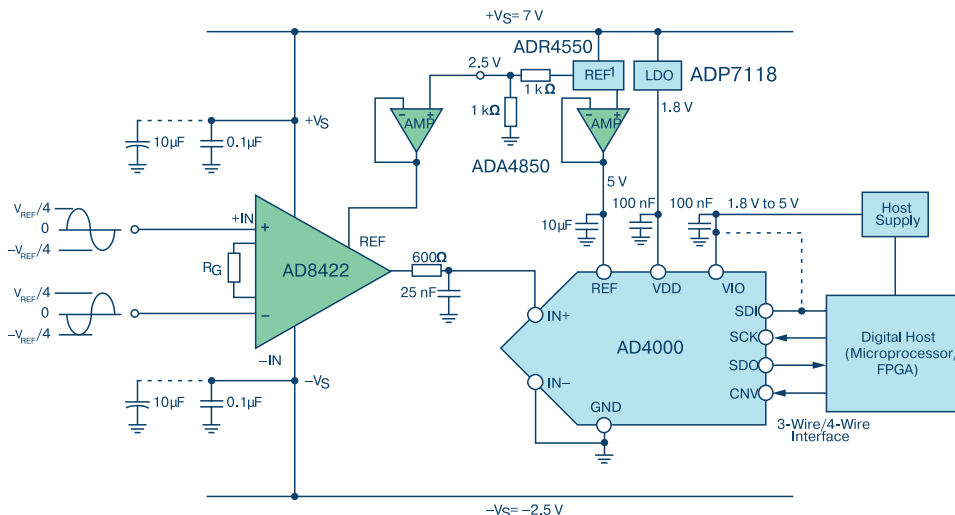 +VS= 7 V
ADR4550
2.5 V
REF1
LDO
ADP7118
1 kΩ
1.8 V
1 kΩ
AMP
AMP
+VS
10µF
0.1µF
ADA4850
5 V
VREF/4
0
−VREF/4
+IN
REF
10µF
100 nF
100 nF
1.8 V to 5 V
Host
Supply
+
RG
AD8422
600Ω
25 nF
REF
VDD
VIO
VREF/4
0
−VREF/4
−
−IN
IN+
SDI
SCK
AD4000
SDO
IN−
CNV
GND
Digital Host
(Microprocessor/
FPGA)
−VS
10µF
0.1µF
3-Wire/4-Wire
Interface
−VS= −2.5 V